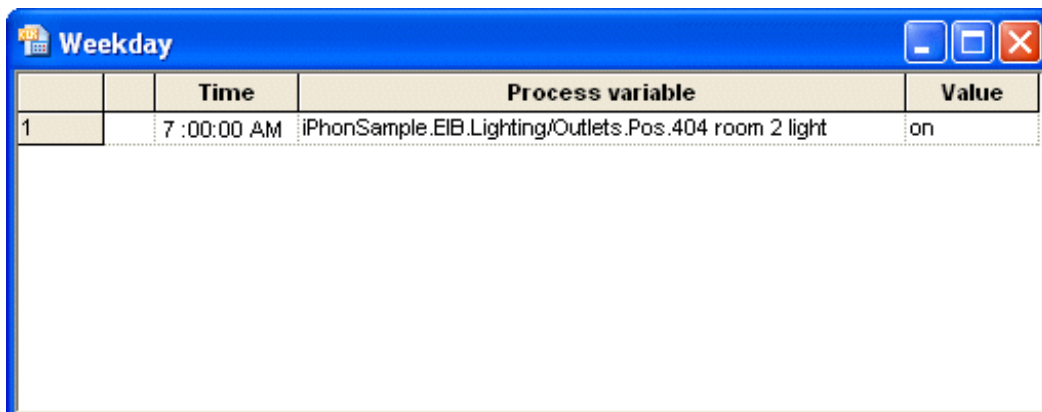 Weekday
Time Process variable Value
1 7 :00:00 AM iPhonSample.EIB.Lighting/Outlets.Pos.404 room 2 light on